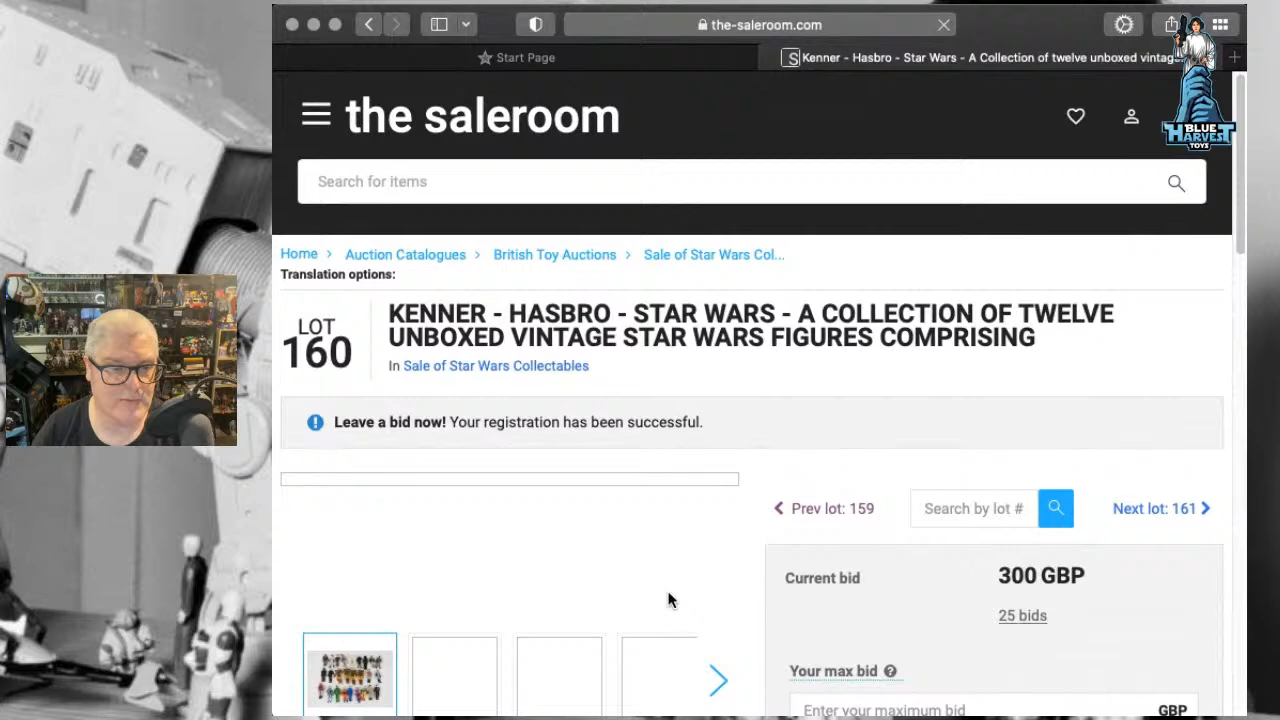 the-saleroom.com
Start Page
Kenner - Hasbro - Star Wars - A Collection of twelve unboxed vintag
BLUE
HARVEST
TOYS
the saleroom
Search for items
Home > Auction Catalogues > British Toy Auctions > Sale of Star Wars Col...
Translation options:
LOT
160
KENNER - HASBRO - STAR WARS - A COLLECTION OF TWELVE
UNBOXED VINTAGE STAR WARS FIGURES COMPRISING
In Sale of Star Wars Collectables
Leave a bid now! Your registration has been successful.
Prev lot: 159
Search by lot #
Next lot: 161
Current bid
300 GBP
25 bids
Your max bid
Enter your maximum bid
GBP